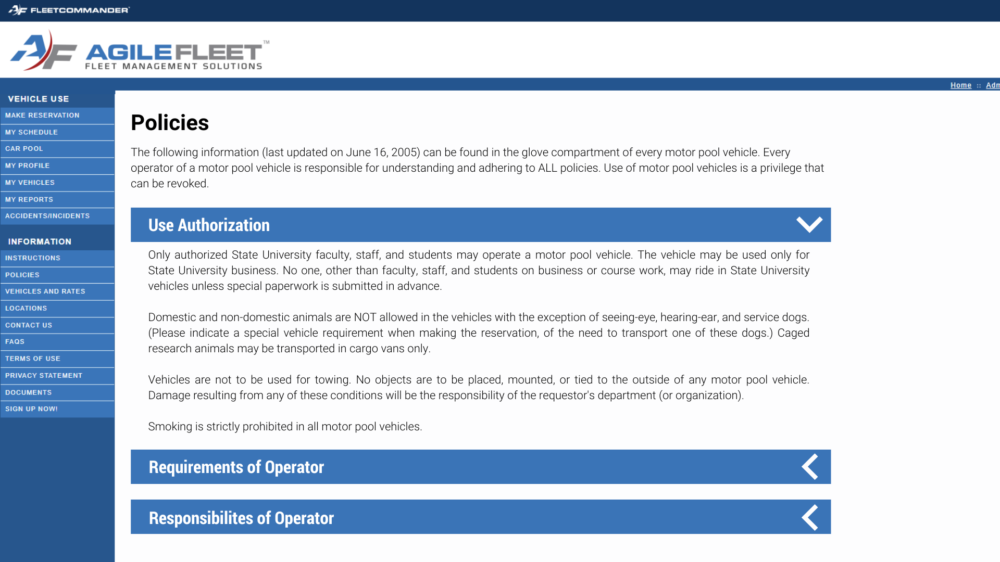 AF FLEETCOMMANDER®
AF AGILEFLEET™
FLEET MANAGEMENT SOLUTIONS
Home :: Adm
VEHICLE USE
MAKE RESERVATION
MY SCHEDULE
CAR POOL
MY PROFILE
MY VEHICLES
MY REPORTS
ACCIDENTS/INCIDENTS
INFORMATION
INSTRUCTIONS
POLICIES
VEHICLES AND RATES
LOCATIONS
CONTACT US
FAQS
TERMS OF USE
PRIVACY STATEMENT
DOCUMENTS
SIGN UP NOW!
Policies
The following information (last updated on June 16, 2005) can be found in the glove compartment of every motor pool vehicle. Every
operator of a motor pool vehicle is responsible for understanding and adhering to ALL policies. Use of motor pool vehicles is a privilege that
can be revoked.
Use Authorization
Only authorized State University faculty, staff, and students may operate a motor pool vehicle. The vehicle may be used only for
State University business. No one, other than faculty, staff, and students on business or course work, may ride in State University
vehicles unless special paperwork is submitted in advance.
Domestic and non-domestic animals are NOT allowed in the vehicles with the exception of seeing-eye, hearing-ear, and service dogs.
(Please indicate a special vehicle requirement when making the reservation, of the need to transport one of these dogs.) Caged
research animals may be transported in cargo vans only.
Vehicles are not to be used for towing. No objects are to be placed, mounted, or tied to the outside of any motor pool vehicle.
Damage resulting from any of these conditions will be the responsibility of the requestor's department (or organization).
Smoking is strictly prohibited in all motor pool vehicles.
Requirements of Operator
Responsibilites of Operator